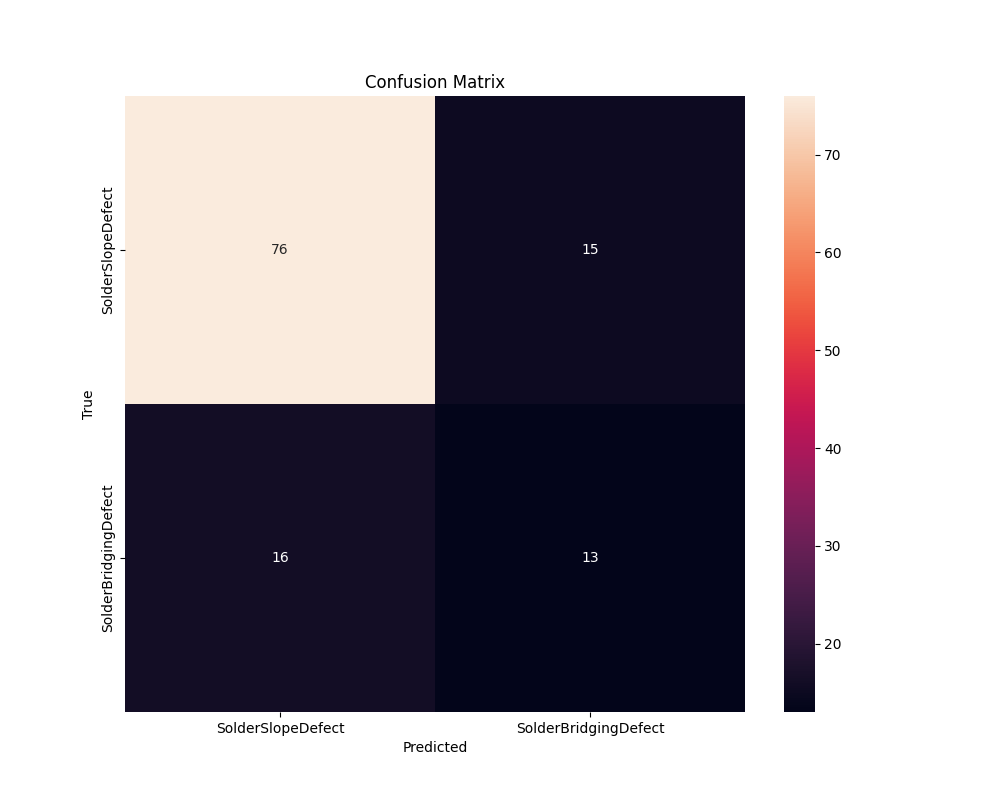 Confusion Matrix
True
SolderSlopeDefect
SolderBridgingDefect
76
15
16
13
SolderSlopeDefect
SolderBridgingDefect
Predicted
70
60
50
40
30
20